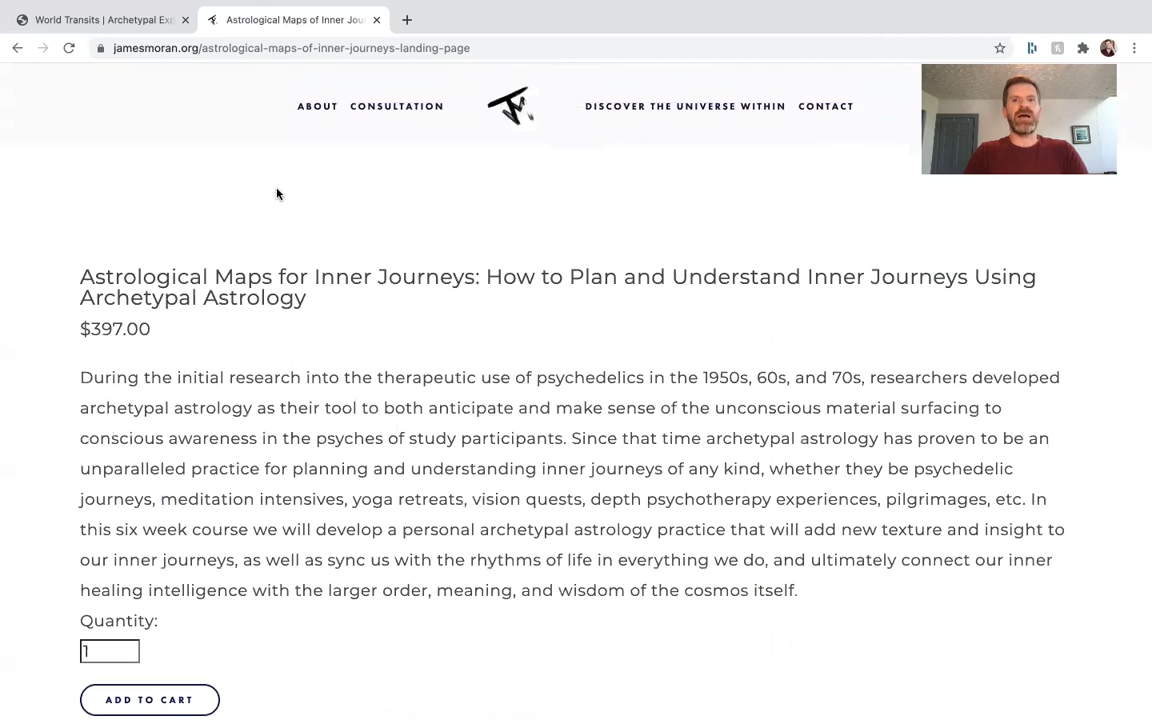 World Transits | Archetypal Exp
Astrological Maps of Inner Jou
jamesmoran.org/astrological-maps-of-inner-journeys-landing-page
ABOUT CONSULTATION DISCOVER THE UNIVERSE WITHIN CONTACT
Astrological Maps for Inner Journeys: How to Plan and Understand Inner Journeys Using
Archetypal Astrology
$397.00
During the initial research into the therapeutic use of psychedelics in the 1950s, 60s, and 70s, researchers developed
archetypal astrology as their tool to both anticipate and make sense of the unconscious material surfacing to
conscious awareness in the psyches of study participants. Since that time archetypal astrology has proven to be an
unparalleled practice for planning and understanding inner journeys of any kind, whether they be psychedelic
journeys, meditation intensives, yoga retreats, vision quests, depth psychotherapy experiences, pilgrimages, etc. In
this six week course we will develop a personal archetypal astrology practice that will add new texture and insight to
our inner journeys, as well as sync us with the rhythms of life in everything we do, and ultimately connect our inner
healing intelligence with the larger order, meaning, and wisdom of the cosmos itself.
Quantity:
1
ADD TO CART